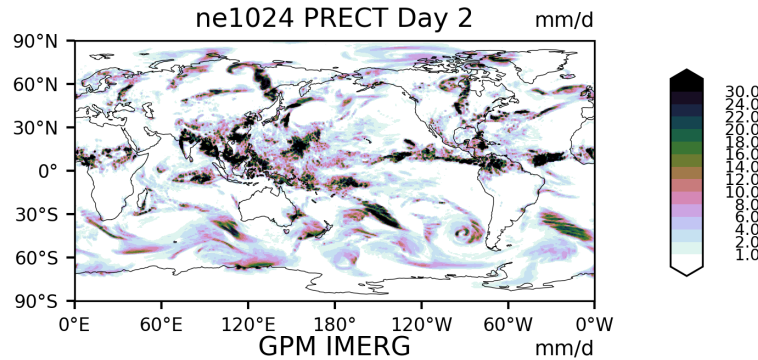 ne1024 PRECT Day 2 mm/d
90°N
60°N
30°N
0°
30°S
60°S
90°S
0°E 60°E 120°E 180° 120°W 60°W 0°W
30.0
24.0
22.0
20.0
18.0
16.0
14.0
12.0
10.0
8.0
6.0
4.0
2.0
1.0
GPM IMERG mm/d